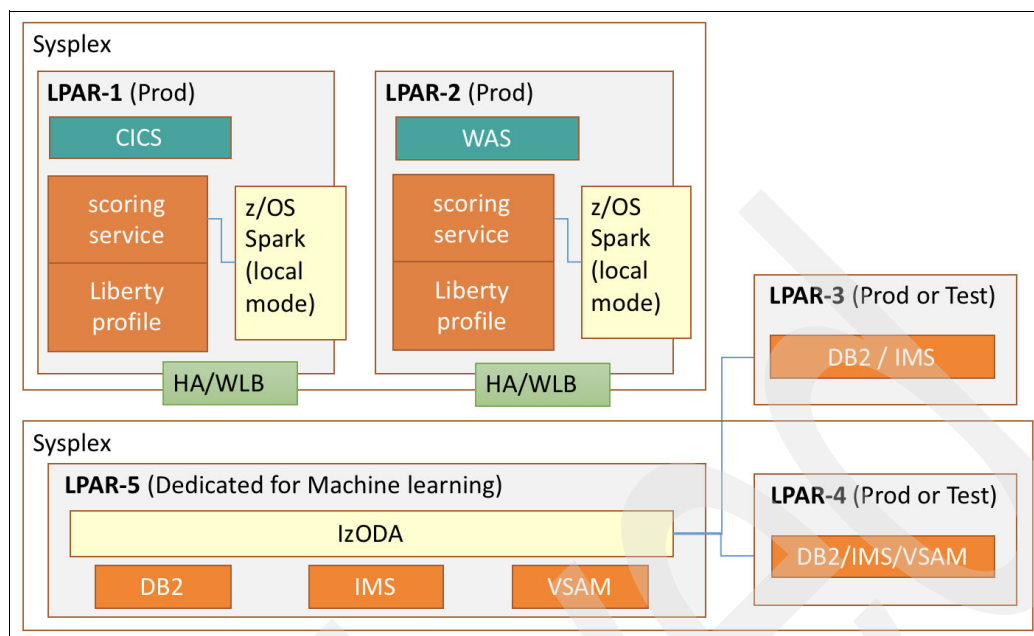 Sysplex
LPAR-1 (Prod)
CICS
scoring
service
Liberty
profile
z/OS
Spark
(local
mode)
HA/WLB
LPAR-2 (Prod)
WAS
scoring
service
Liberty
profile
z/OS
Spark
(local
mode)
HA/WLB
LPAR-3 (Prod or Test)
DB2 / IMS
Sysplex
LPAR-5 (Dedicated for Machine learning)
IzODA
DB2
IMS
VSAM
LPAR-4 (Prod or Test)
DB2/IMS/VSAM